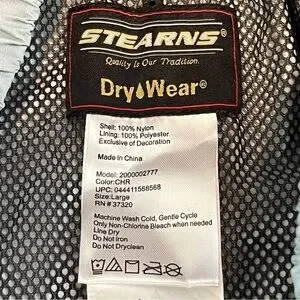 STEARNS®
Quality Is Our Tradition.
Dry Wear®
Shell: 100% Nylon
Lining: 100% Polyester
Exclusive of Decoration
Made in China
Model: 2000002777
Color:CHR
UPC: 044411568568
Size:Large
RN # 37320
Machine Wash Cold, Gentle Cycle
Only Non-Chlorine Bleach when needed
Line Dry
Do Not Iron
Do Not Dryclean